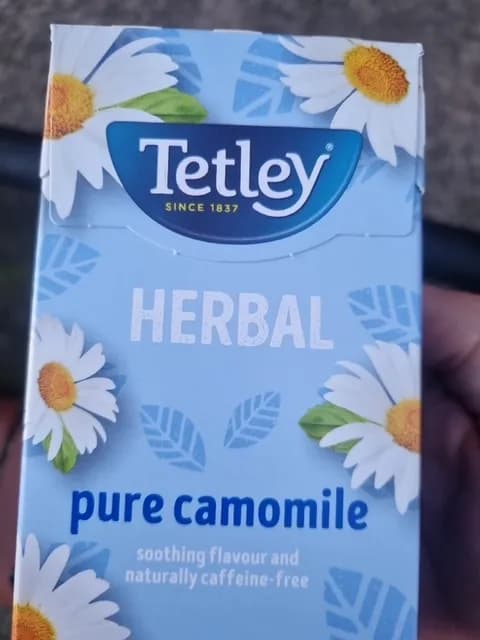 Tetley®
SINCE 1837
HERBAL
pure camomile
soothing flavour and
naturally caffeine-free